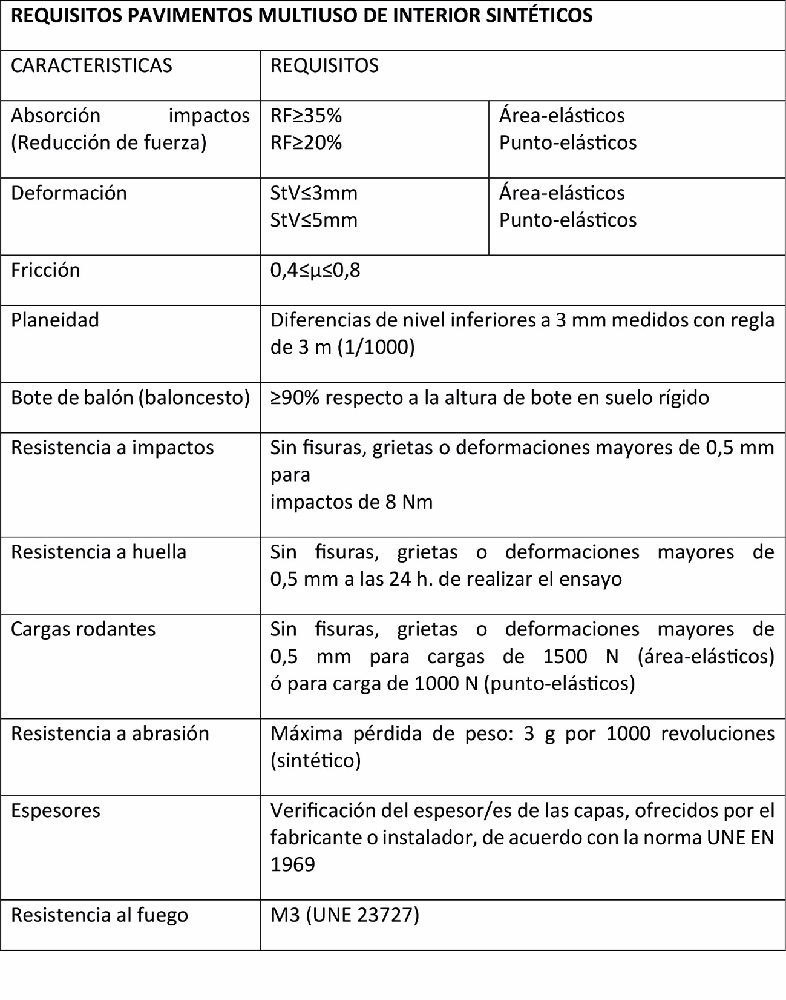 REQUISITOS PAVIMENTOS MULTIUSO DE INTERIOR SINTÉTICOS
CARACTERISTICAS
REQUISITOS
Absorción impactos
(Reducción de fuerza)
RF≥35%
RF≥20%
Área-elásticos
Punto-elásticos
Deformación
StV≤3mm
StV≤5mm
Área-elásticos
Punto-elásticos
Fricción
0,4≤µ≤0,8
Planeidad
Diferencias de nivel inferiores a 3 mm medidos con regla
de 3 m (1/1000)
Bote de balón (baloncesto)
≥90% respecto a la altura de bote en suelo rígido
Resistencia a impactos
Sin fisuras, grietas o deformaciones mayores de 0,5 mm
para
impactos de 8 Nm
Resistencia a huella
Sin fisuras, grietas o deformaciones mayores de
0,5 mm a las 24 h. de realizar el ensayo
Cargas rodantes
Sin fisuras, grietas o deformaciones mayores de
0,5 mm para cargas de 1500 N (área-elásticos)
ó para carga de 1000 N (punto-elásticos)
Resistencia a abrasión
Máxima pérdida de peso: 3 g por 1000 revoluciones
(sintético)
Espesores
Verificación del espesor/es de las capas, ofrecidos por el
fabricante o instalador, de acuerdo con la norma UNE EN
1969
Resistencia al fuego
M3 (UNE 23727)